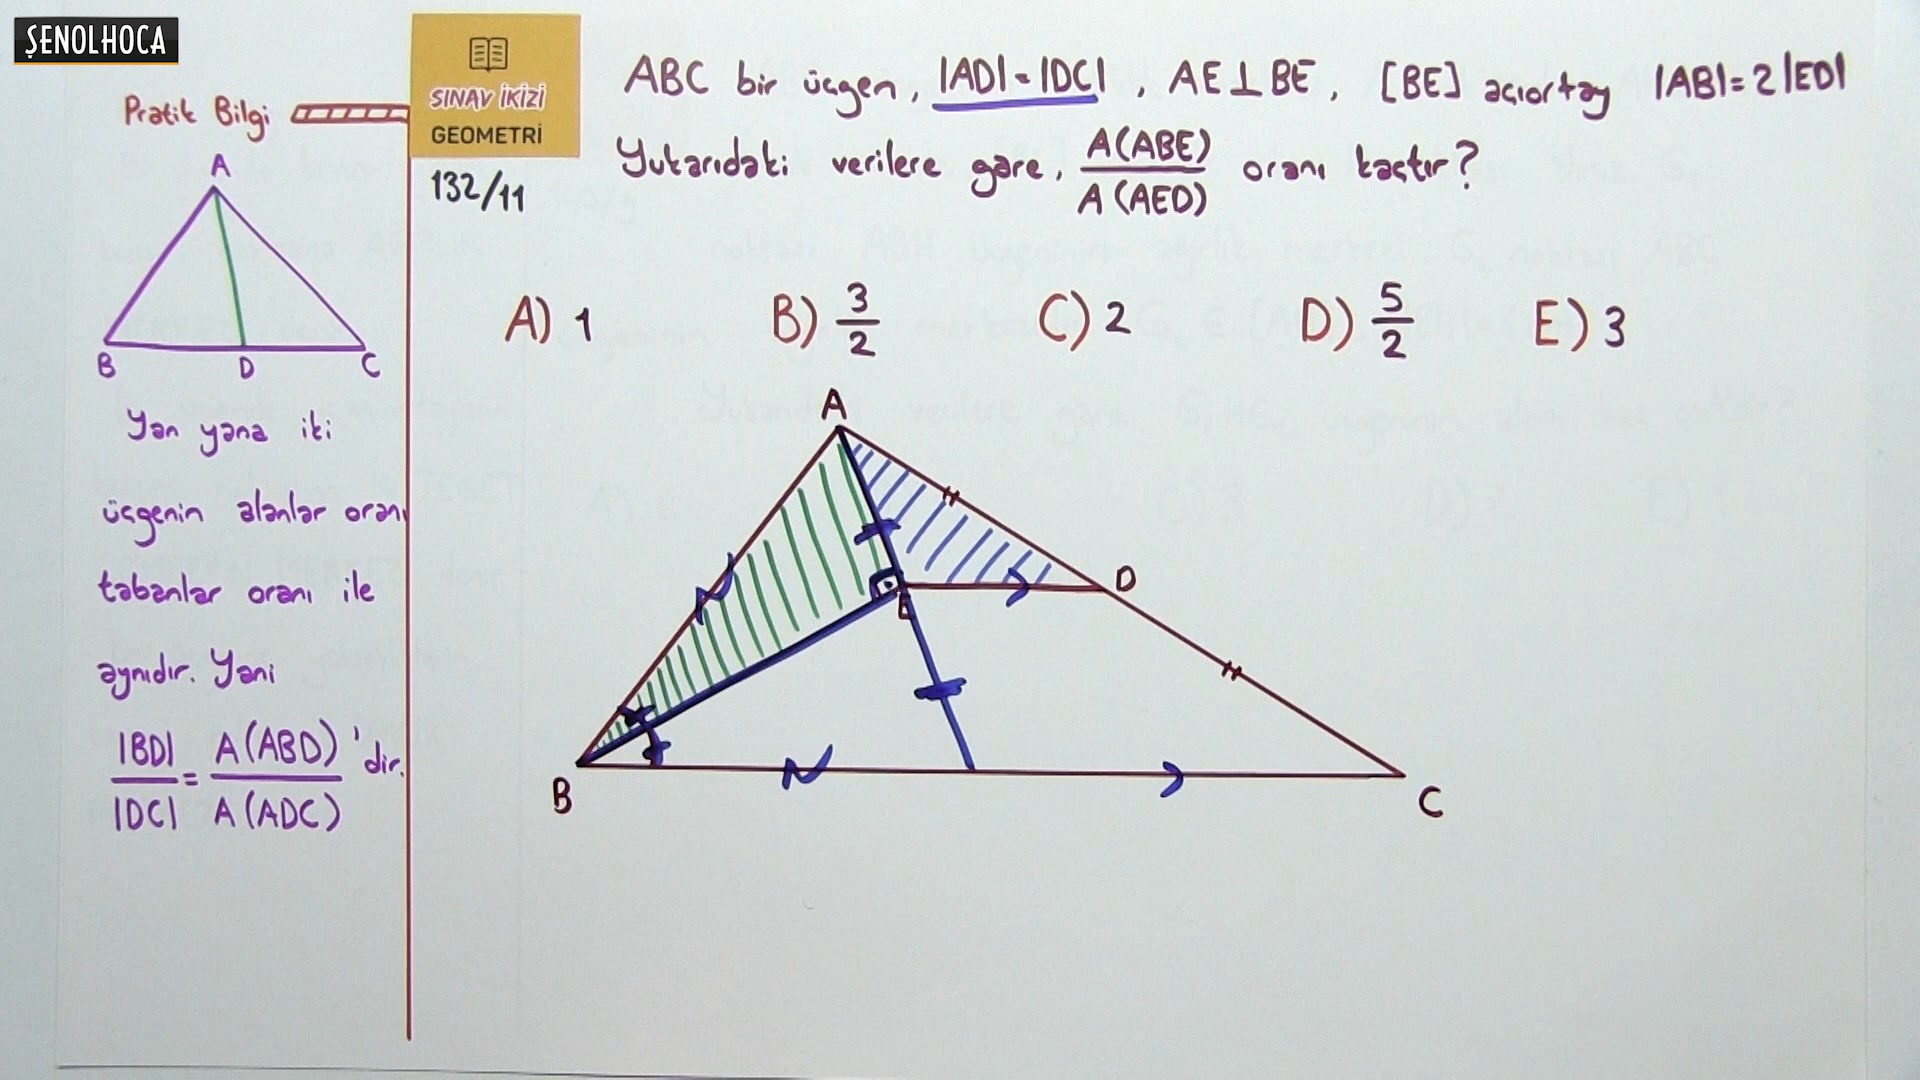 ŞENOLHOCA
Pratik Bilgi
A
B
D
C
Yan yana iki
üçgenin alanlar oranı
tabanlar oranı ile
aynıdır. Yani
|BD| / |DC| = A(ABD) / A(ADC) 'dir.
SINAV İKİZİ
GEOMETRİ
132/11
ABC bir üçgen, |AD| = |DC|, AE ⊥ BE, [BE] açıortay |AB| = 2|ED|
Yukarıdaki verilere göre, A(ABE) / A(AED) oranı kaçtır?
A) 1 B) 3/2 C) 2 D) 5/2 E) 3
A
D
E
B
C